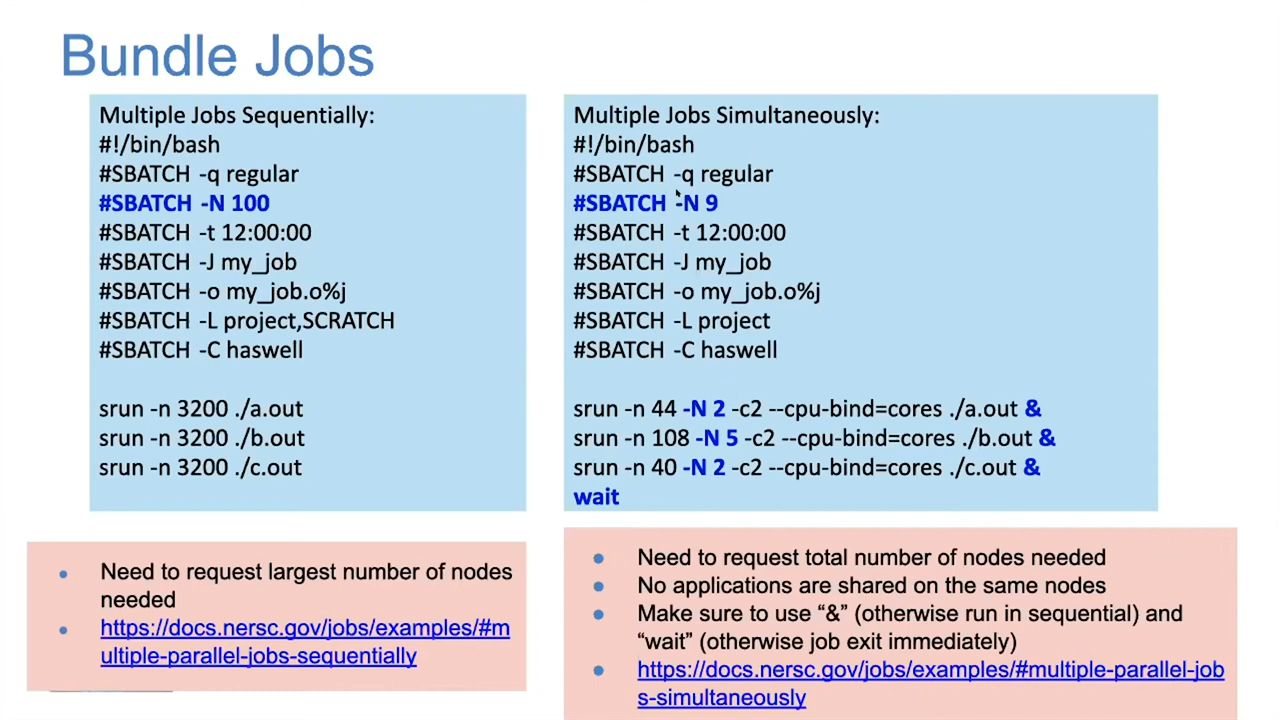 Bundle Jobs
Multiple Jobs Sequentially:
#!/bin/bash
#SBATCH -q regular
#SBATCH -N 100
#SBATCH -t 12:00:00
#SBATCH -J my_job
#SBATCH -o my_job.o%j
#SBATCH -L project,SCRATCH
#SBATCH -C haswell
srun -n 3200 ./a.out
srun -n 3200 ./b.out
srun -n 3200 ./c.out
Need to request largest number of nodes
needed
https://docs.nersc.gov/jobs/examples/#m
ultiple-parallel-jobs-sequentially
Multiple Jobs Simultaneously:
#!/bin/bash
#SBATCH -q regular
#SBATCH -N 9
#SBATCH -t 12:00:00
#SBATCH -J my_job
#SBATCH -o my_job.o%j
#SBATCH -L project
#SBATCH -C haswell
srun -n 44 -N 2 -c2 --cpu-bind=cores ./a.out &
srun -n 108 -N 5 -c2 --cpu-bind=cores ./b.out &
srun -n 40 -N 2 -c2 --cpu-bind=cores ./c.out &
wait
Need to request total number of nodes needed
No applications are shared on the same nodes
Make sure to use “&” (otherwise run in sequential) and
“wait” (otherwise job exit immediately)
https://docs.nersc.gov/jobs/examples/#multiple-parallel-job
s-simultaneously